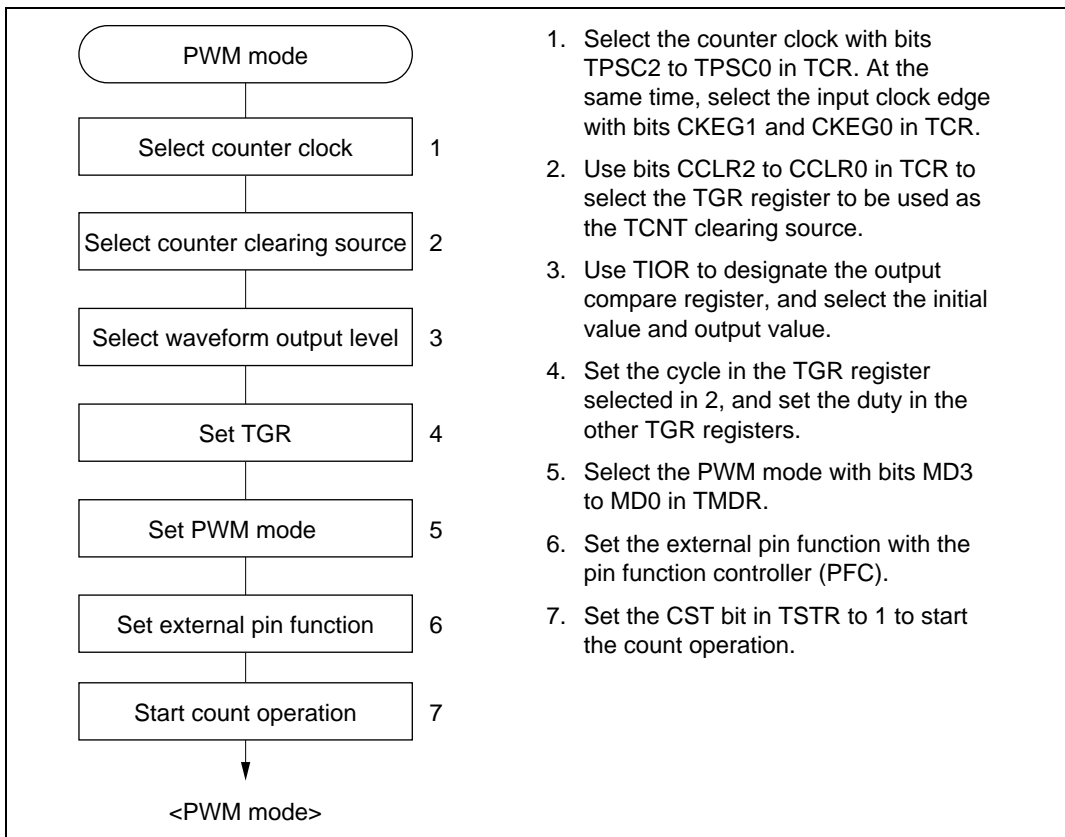 PWM mode
Select counter clock 1
Select counter clearing source 2
Select waveform output level 3
Set TGR 4
Set PWM mode 5
Set external pin function 6
Start count operation 7
<PWM mode>
1. Select the counter clock with bits
TPSC2 to TPSC0 in TCR. At the
same time, select the input clock edge
with bits CKEG1 and CKEG0 in TCR.
2. Use bits CCLR2 to CCLR0 in TCR to
select the TGR register to be used as
the TCNT clearing source.
3. Use TIOR to designate the output
compare register, and select the initial
value and output value.
4. Set the cycle in the TGR register
selected in 2, and set the duty in the
other TGR registers.
5. Select the PWM mode with bits MD3
to MD0 in TMDR.
6. Set the external pin function with the
pin function controller (PFC).
7. Set the CST bit in TSTR to 1 to start
the count operation.